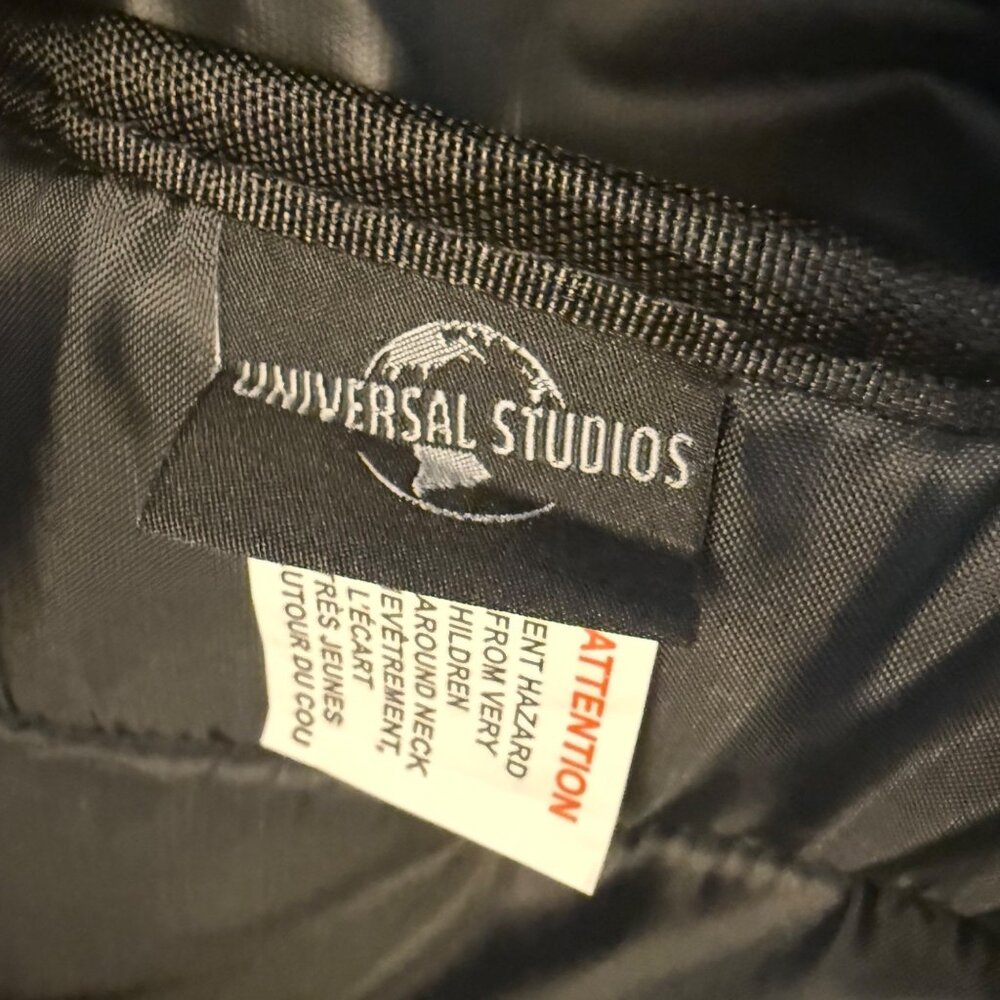 UNIVERSAL STUDIOS
ATTENTION
ENT HAZARD
FROM VERY
HILDREN
AROUND NECK
EVÊTREMENT,
L'ÉCART
TRÈS JEUNES
UTOUR DU COU